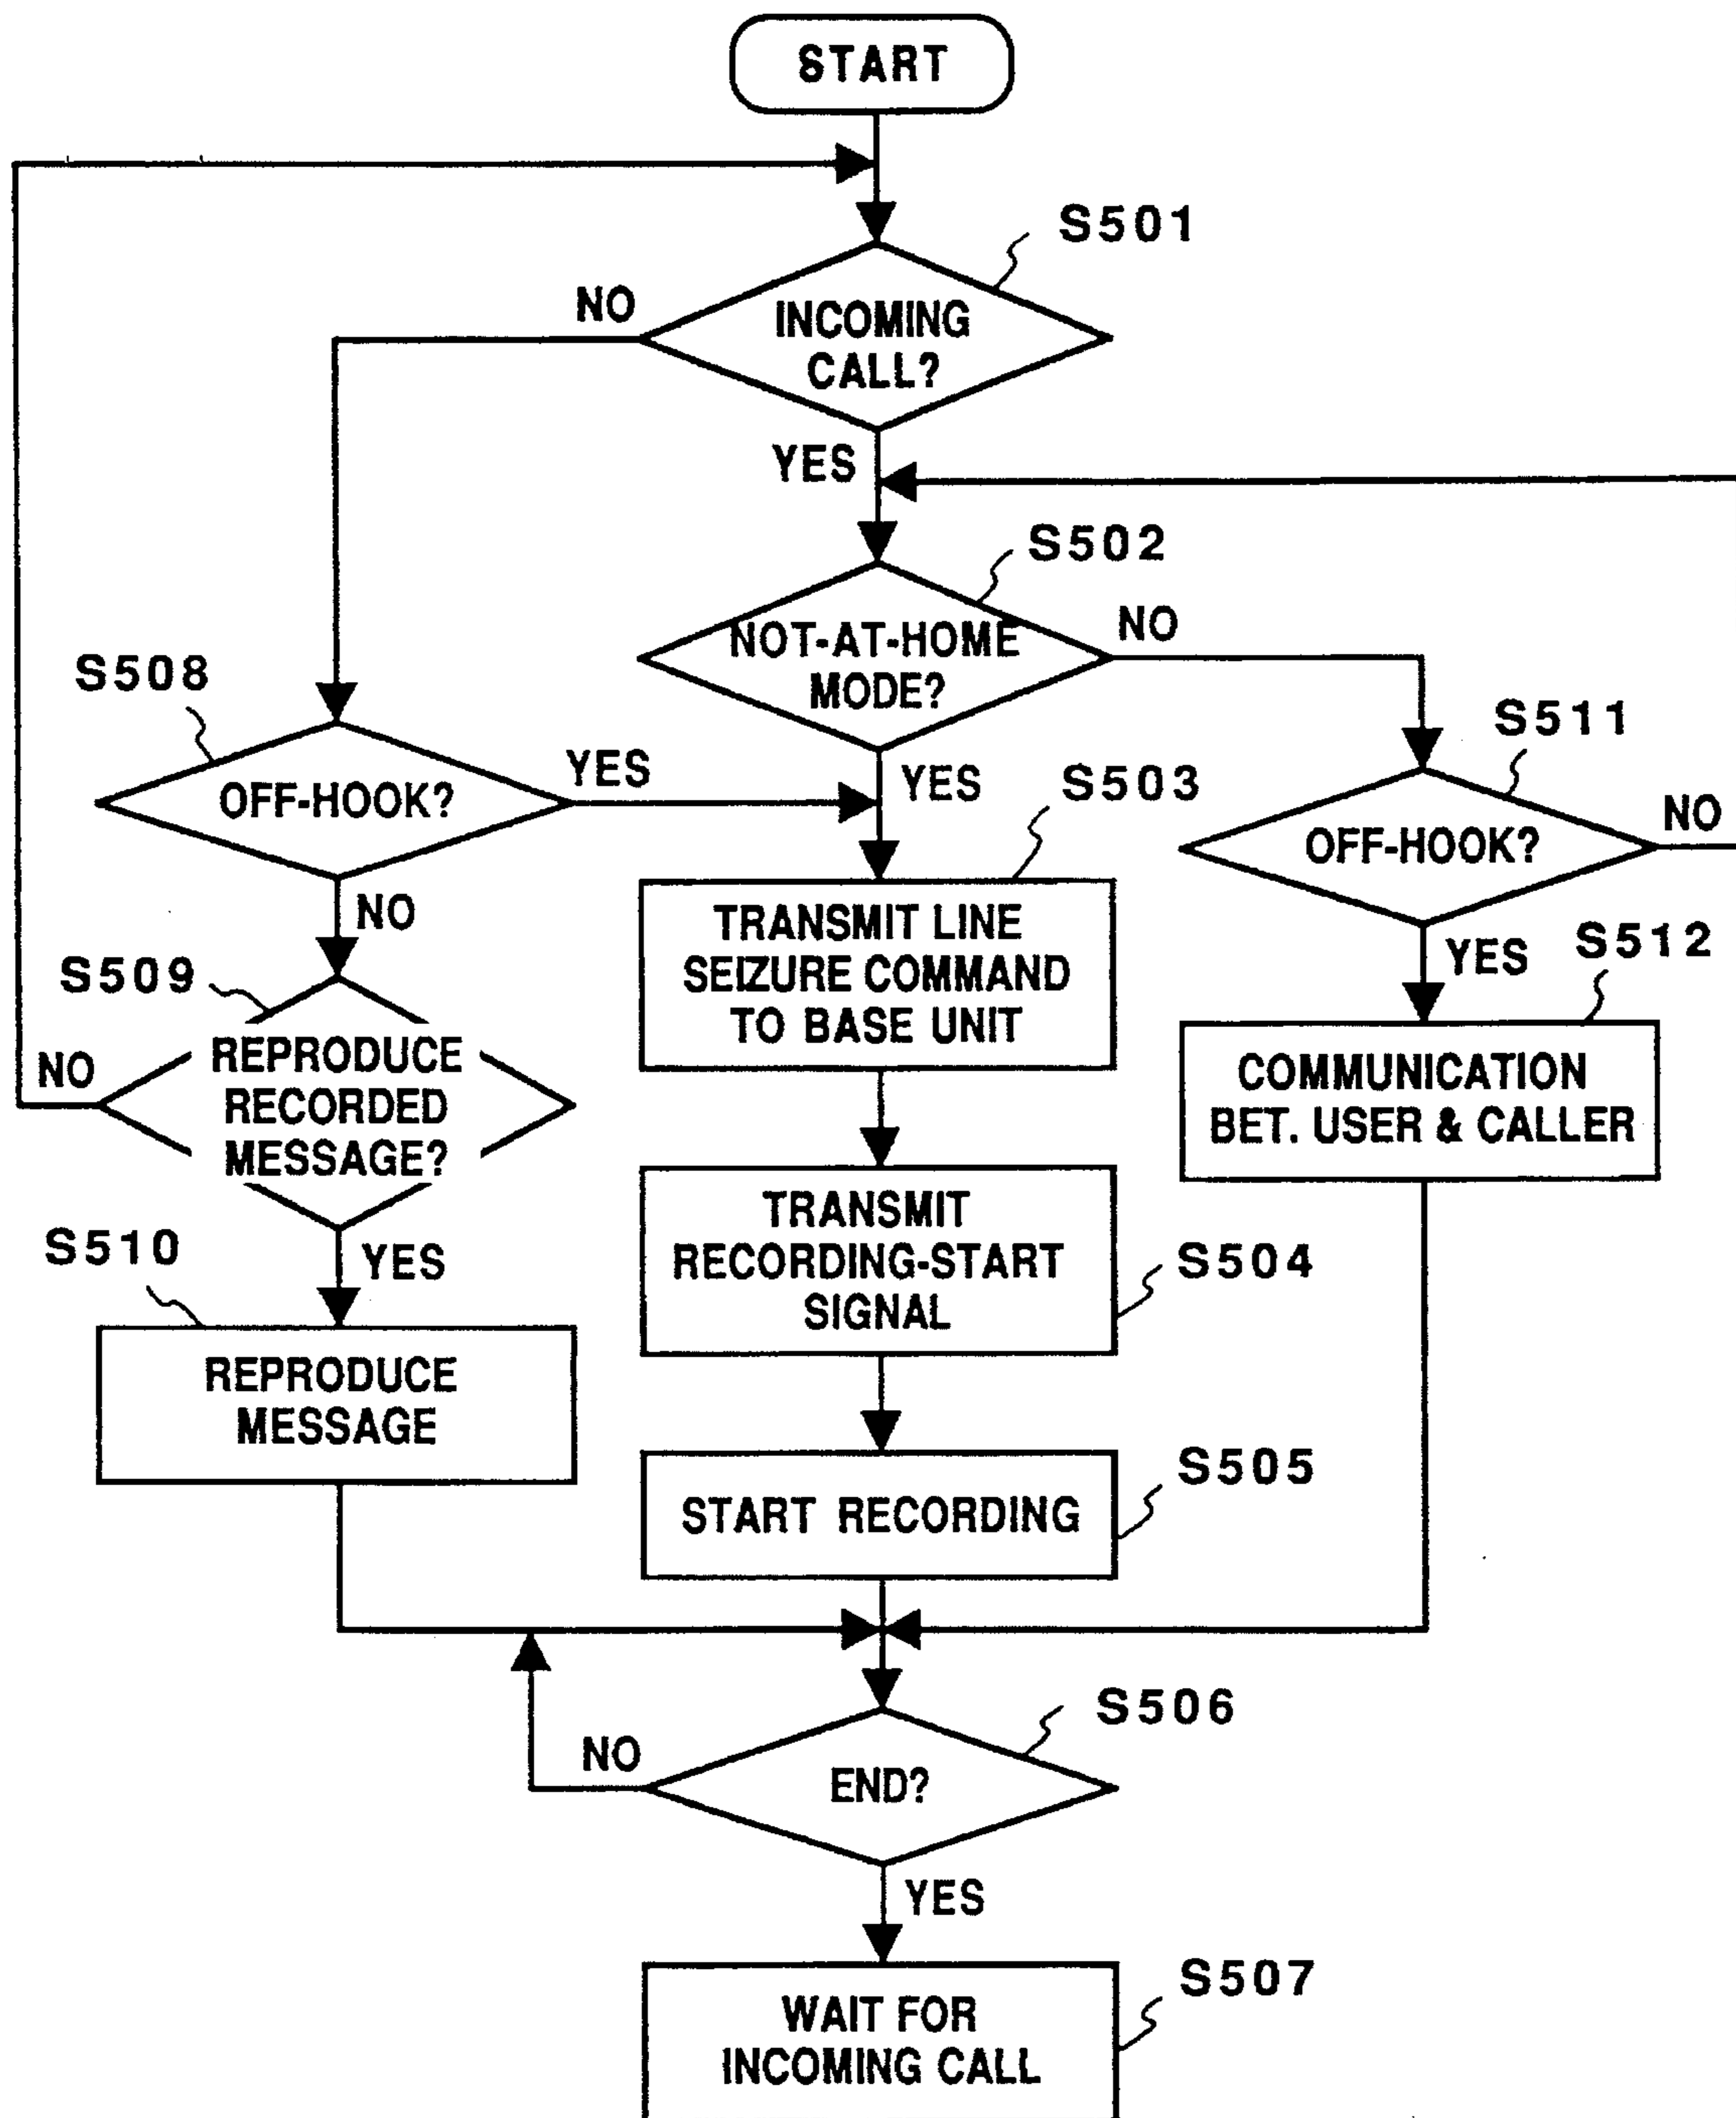 START
S501
NO
INCOMING
CALL?
YES
S502
NOT-AT-HOME
MODE?
NO
S508
OFF-HOOK?
YES
YES
S503
S511
OFF-HOOK?
NO
NO
TRANSMIT LINE
SEIZURE COMMAND
TO BASE UNIT
YES
S512
S509
REPRODUCE
RECORDED
MESSAGE?
NO
COMMUNICATION
BET. USER & CALLER
S510
YES
TRANSMIT
RECORDING-START
SIGNAL
S504
REPRODUCE
MESSAGE
START RECORDING
S505
S506
NO
END?
YES
S507
WAIT FOR
INCOMING CALL